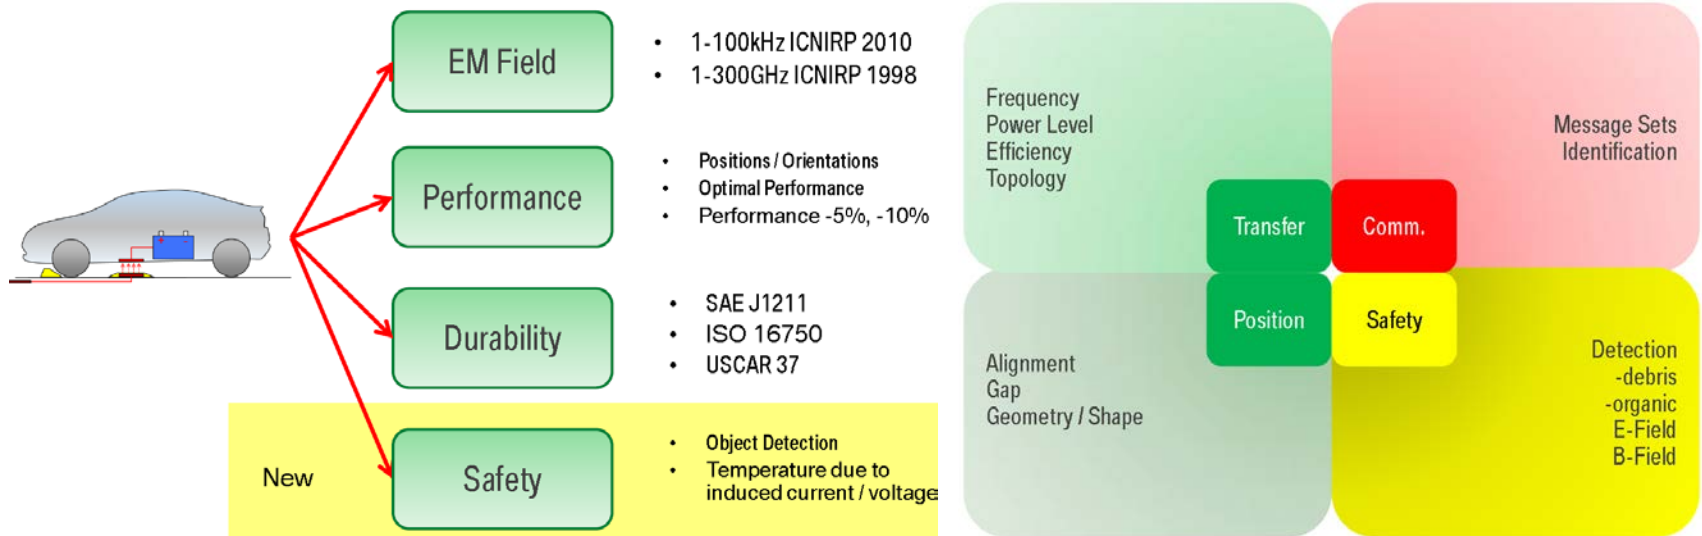 EM Field
• 1-100kHz ICNIRP 2010
• 1-300GHz ICNIRP 1998
Performance
• Positions / Orientations
• Optimal Performance
• Performance -5%, -10%
Durability
• SAE J1211
• ISO 16750
• USCAR 37
New
Safety
• Object Detection
• Temperature due to
induced current / voltage
Frequency
Power Level
Efficiency
Topology
Message Sets
Identification
Transfer
Comm.
Position
Safety
Alignment
Gap
Geometry / Shape
Detection
-debris
-organic
E-Field
B-Field